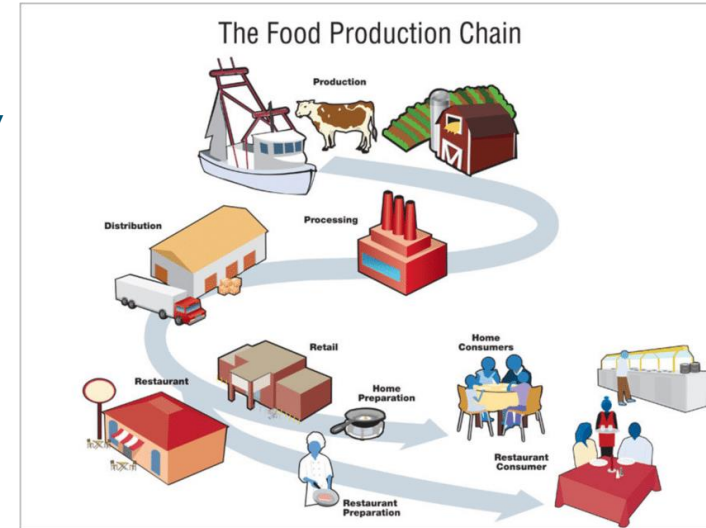 The Food Production Chain
Production
Distribution
Processing
Retail
Home
Consumers
Restaurant
Home
Preparation
Restaurant
Consumer
Restaurant
Preparation